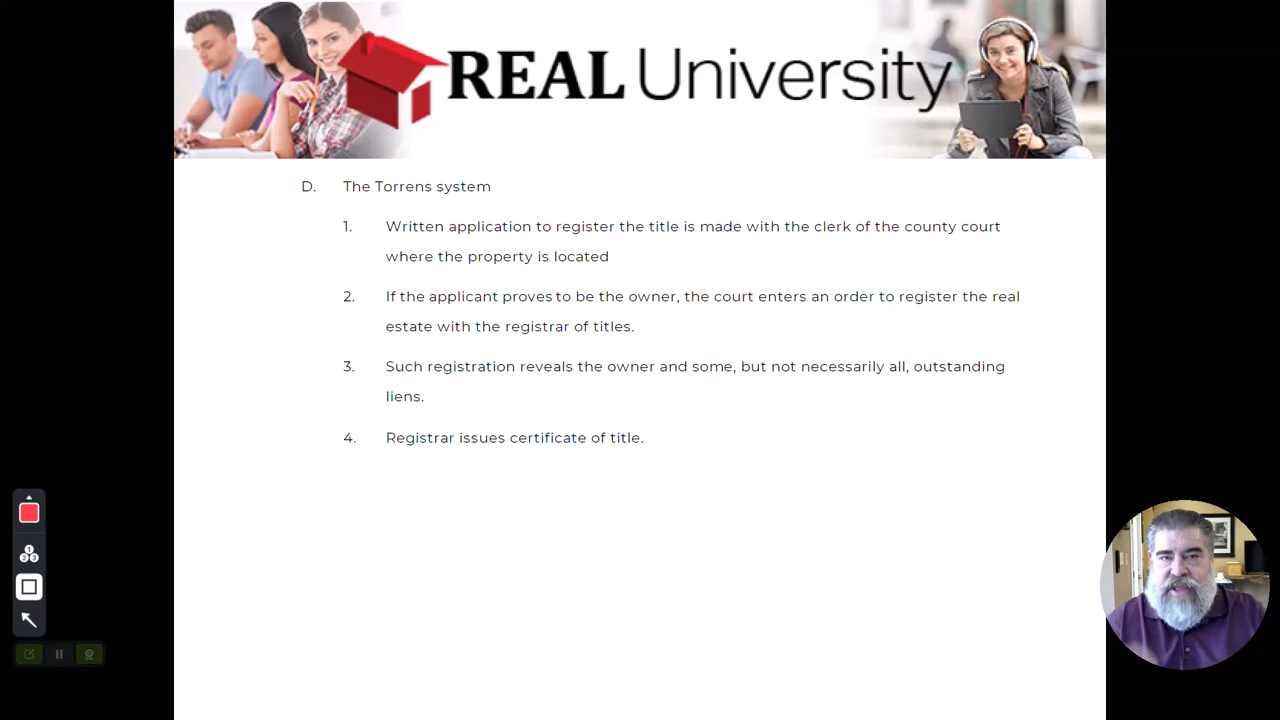 REAL University
D. The Torrens system
1. Written application to register the title is made with the clerk of the county court
where the property is located
2. If the applicant proves to be the owner, the court enters an order to register the real
estate with the registrar of titles.
3. Such registration reveals the owner and some, but not necessarily all, outstanding
liens.
4. Registrar issues certificate of title.
1
2 3